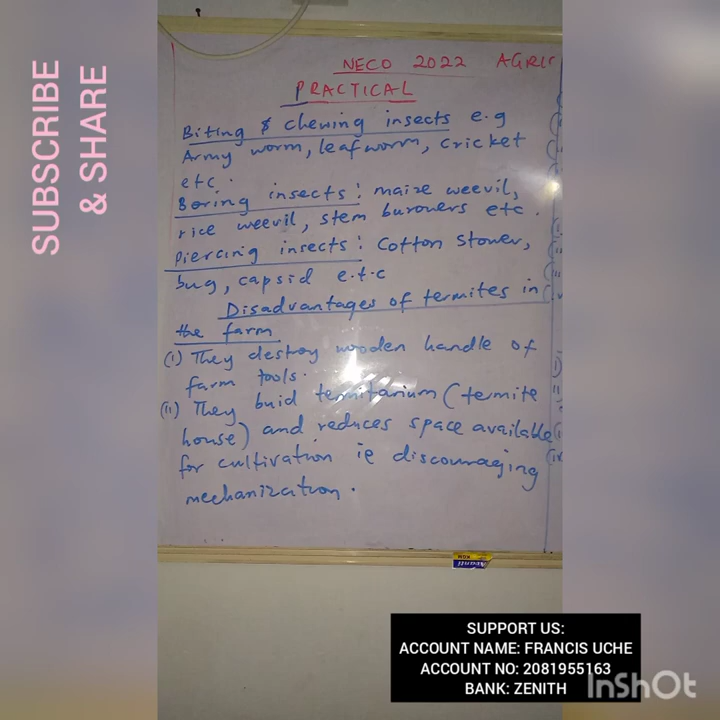 SUBSCRIBE
& SHARE
NECO 2022 AGRIC
PRACTICAL
Biting & chewing insects e.g
Army worm, leafworm, cricket
etc.
Boring insects: maize weevil,
rice weevil, stem burowers etc.
Piercing insects: Cotton stoner,
bug, capsid e.t.c
Disadvantages of termites in
the farm
(i) They destroy wooden handle of
farm tools.
(ii) They buid termitarium (termite
house) and reduces space available
for cultivation ie discouraging
mechanization.
SUPPORT US:
ACCOUNT NAME: FRANCIS UCHE
ACCOUNT NO: 2081955163
BANK: ZENITH
InShOt